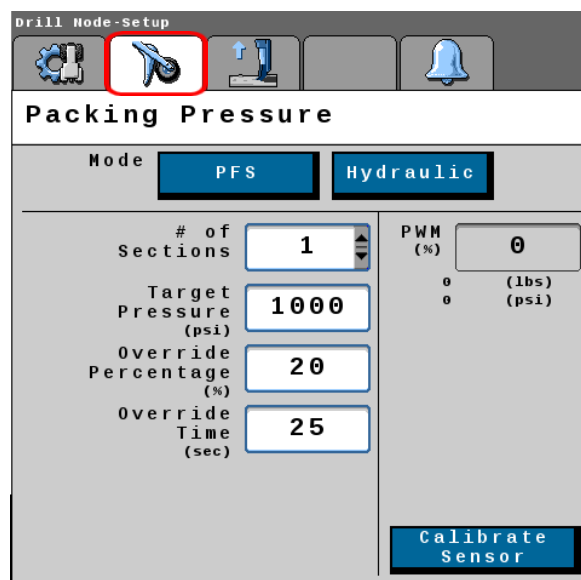 Drill Node-Setup
Packing Pressure
Mode PFS Hydraulic
# of
Sections 1
Target
Pressure
(psi) 1000
Override
Percentage
(%) 20
Override
Time
(sec) 25
PWM
(%) 0
0 (lbs)
0 (psi)
Calibrate
Sensor